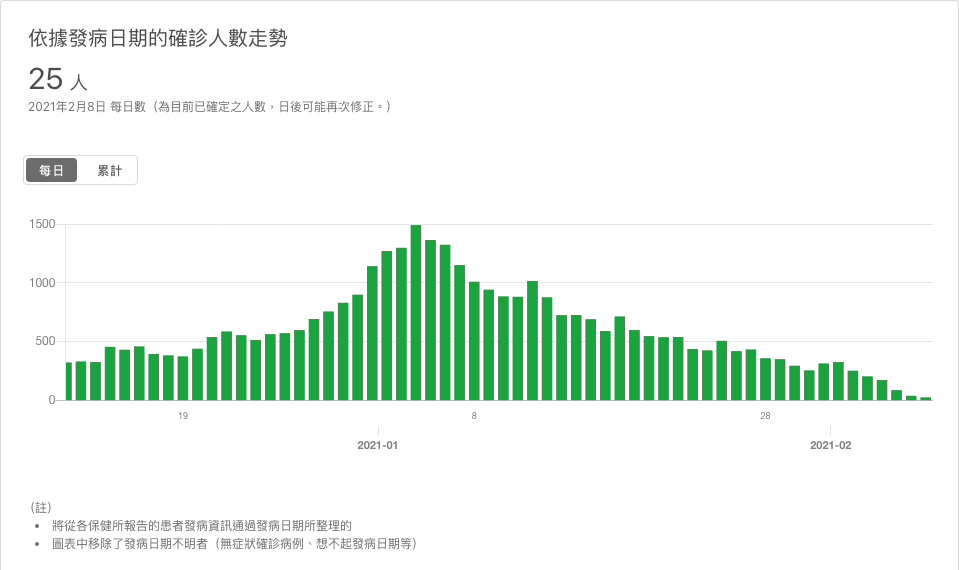 依據發病日期的確診人數走勢
25 人
2021年2月8日 每日數（為目前已確定之人數，日後可能再次修正。）
每日 累計
1500
1000
500
0
19 8 28
2021-01 2021-02
（註）
• 將從各保健所報告的患者發病資訊通過發病日期所整理的
• 圖表中移除了發病日期不明者（無症狀確診病例、想不起發病日期等）